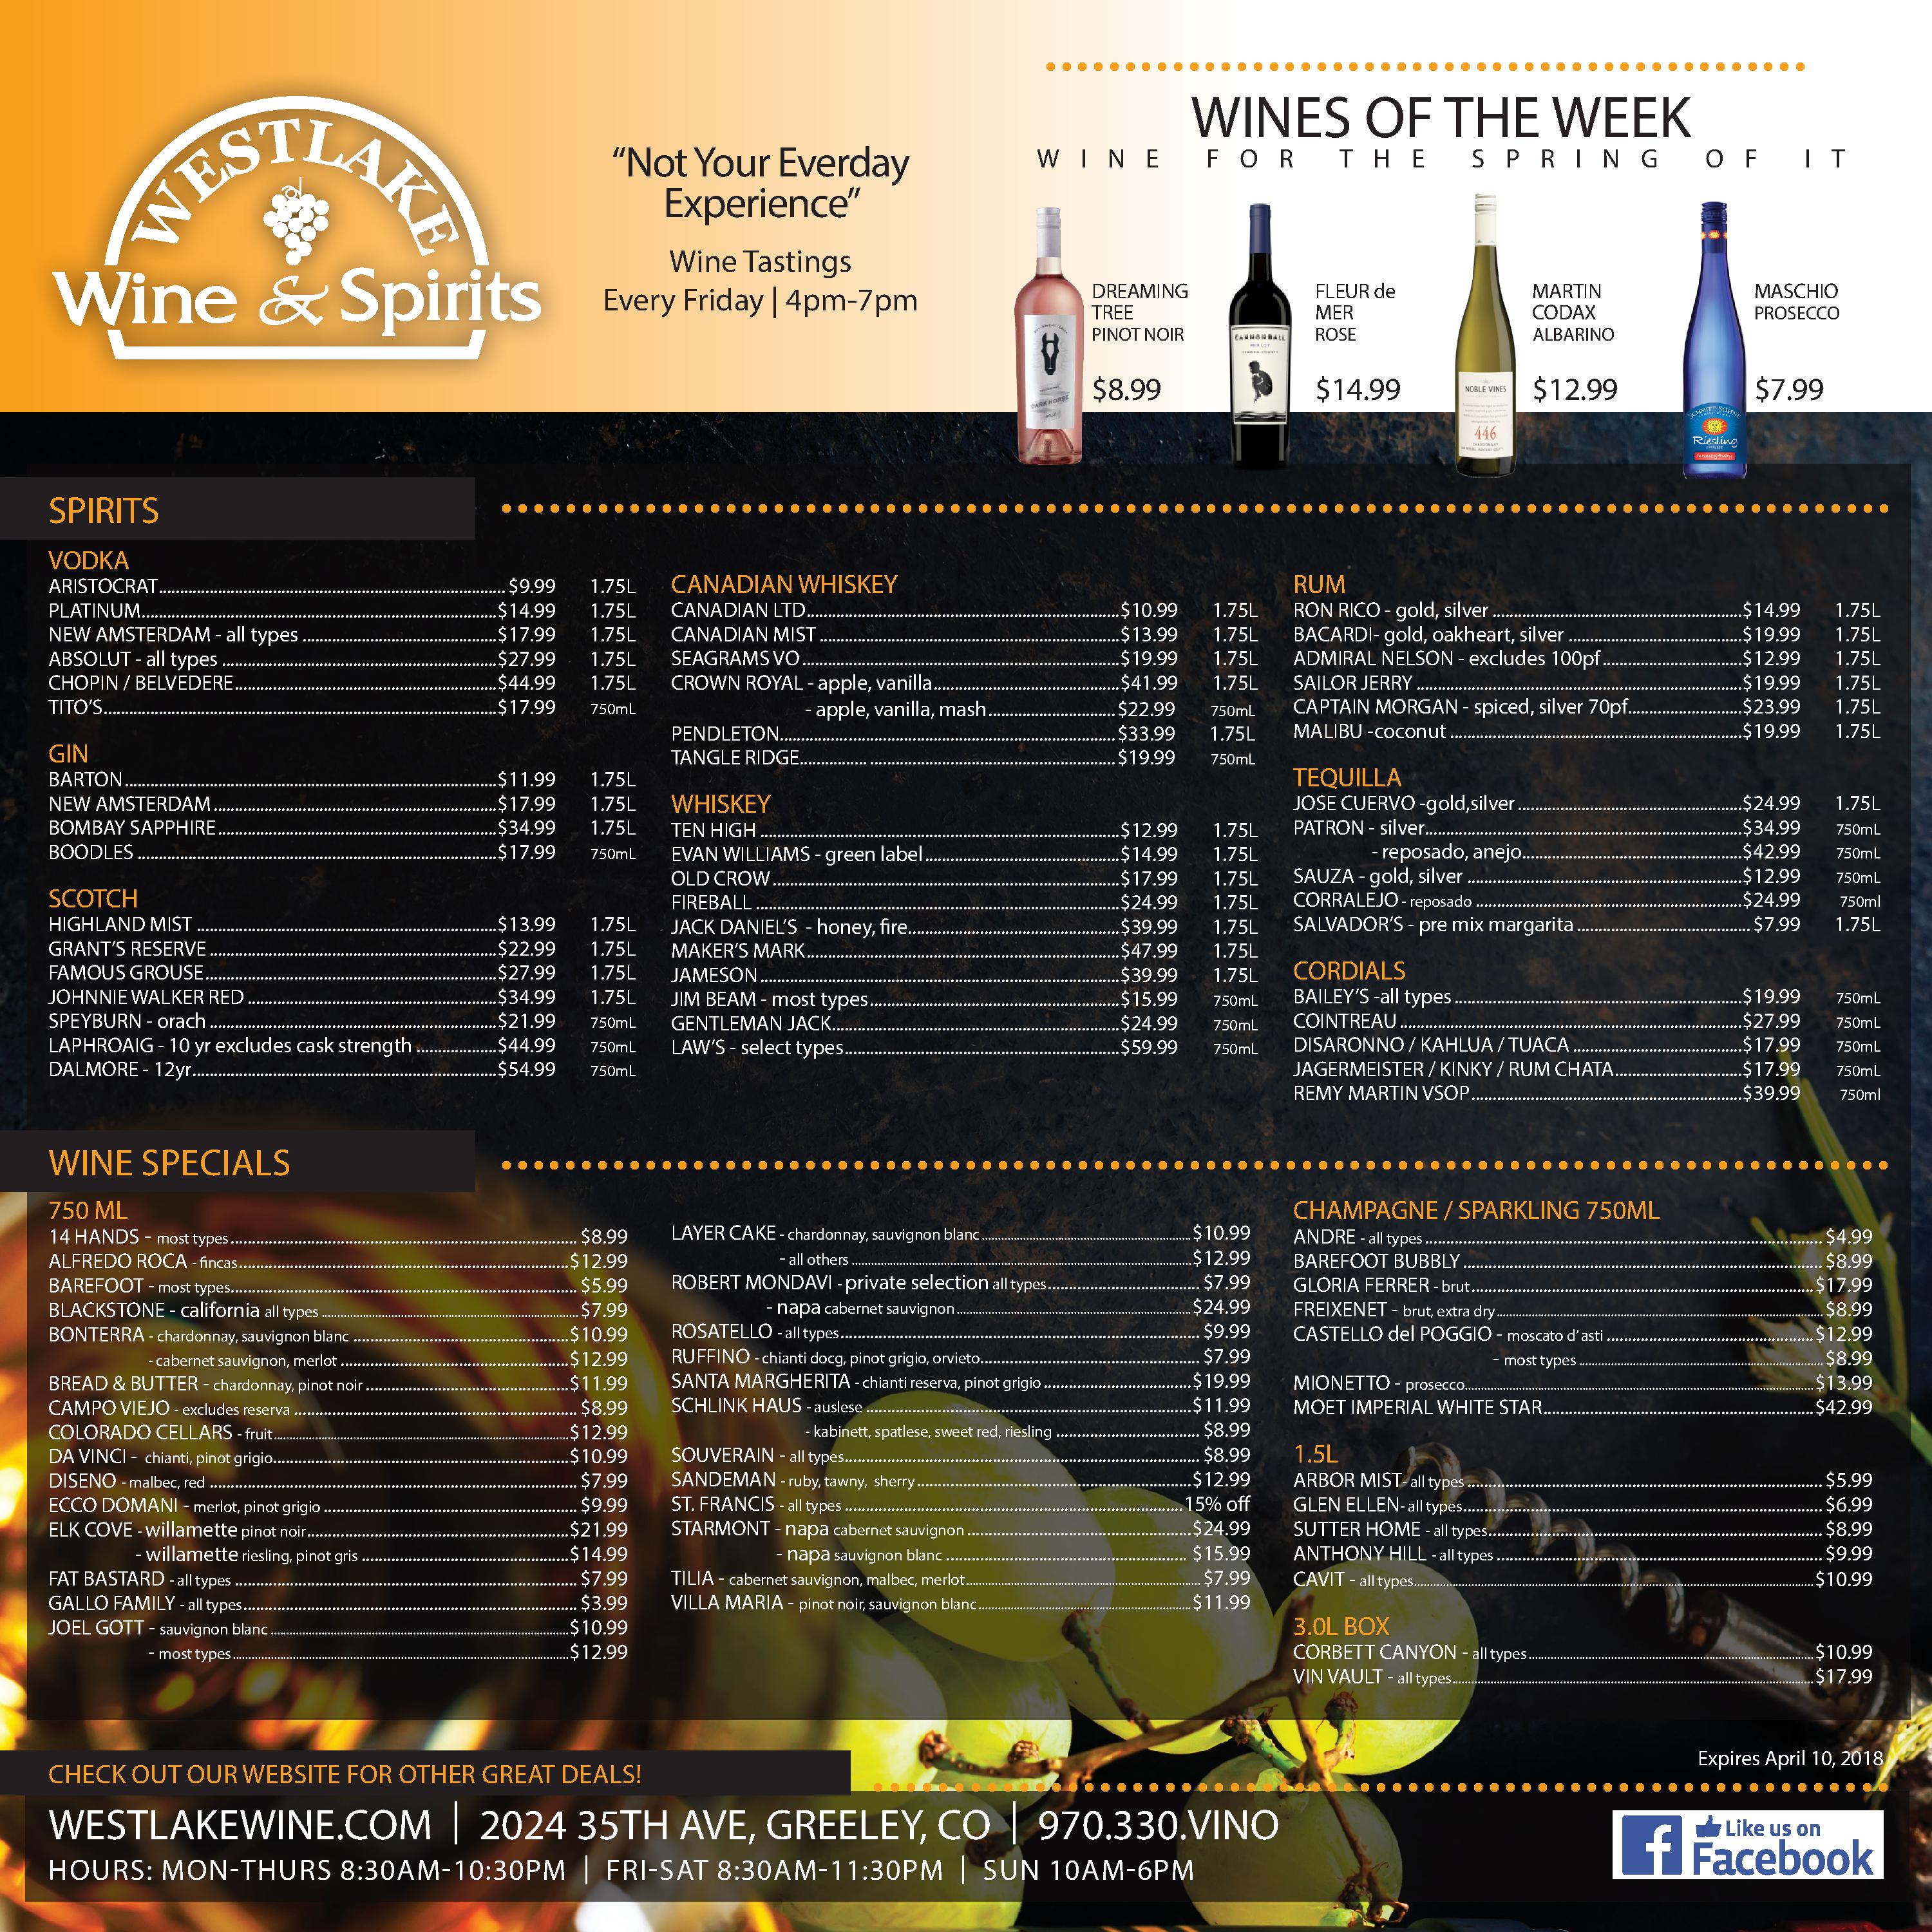 WESTLAKE
Wine & Spirits
“Not Your Everday
Experience”
Wine Tastings
Every Friday | 4pm-7pm
WINES OF THE WEEK
WINE FOR THE SPRING OF IT
DREAMING
TREE
PINOT NOIR
$8.99
DARK HORSE
FLEUR de
MER
ROSE
$14.99
CANNONBALL
MERLOT
MARTIN
CODAX
ALBARINO
$12.99
NOBLE VINES
446
CHARDONNAY
MASCHIO
PROSECCO
$7.99
SCHMITT SÖHNE
Riesling
SPIRITS
VODKA
ARISTOCRAT $9.99 1.75L
PLATINUM $14.99 1.75L
NEW AMSTERDAM - all types $17.99 1.75L
ABSOLUT - all types $27.99 1.75L
CHOPIN / BELVEDERE $44.99 1.75L
TITO’S $17.99 750mL
GIN
BARTON $11.99 1.75L
NEW AMSTERDAM $17.99 1.75L
BOMBAY SAPPHIRE $34.99 1.75L
BOODLES $17.99 750mL
SCOTCH
HIGHLAND MIST $13.99 1.75L
GRANT’S RESERVE $22.99 1.75L
FAMOUS GROUSE $27.99 1.75L
JOHNNIE WALKER RED $34.99 1.75L
SPEYBURN - orach $21.99 750mL
LAPHROAIG - 10 yr excludes cask strength $44.99 750mL
DALMORE - 12yr $54.99 750mL
CANADIAN WHISKEY
CANADIAN LTD $10.99 1.75L
CANADIAN MIST $13.99 1.75L
SEAGRAMS VO $19.99 1.75L
CROWN ROYAL - apple, vanilla $41.99 1.75L
- apple, vanilla, mash $22.99 750mL
PENDLETON $33.99 1.75L
TANGLE RIDGE $19.99 750mL
WHISKEY
TEN HIGH $12.99 1.75L
EVAN WILLIAMS - green label $14.99 1.75L
OLD CROW $17.99 1.75L
FIREBALL $24.99 1.75L
JACK DANIEL’S - honey, fire $39.99 1.75L
MAKER’S MARK $47.99 1.75L
JAMESON $39.99 1.75L
JIM BEAM - most types $15.99 750mL
GENTLEMAN JACK $24.99 750mL
LAW’S - select types $59.99 750mL
RUM
RON RICO - gold, silver $14.99 1.75L
BACARDI- gold, oakheart, silver $19.99 1.75L
ADMIRAL NELSON - excludes 100pf $12.99 1.75L
SAILOR JERRY $19.99 1.75L
CAPTAIN MORGAN - spiced, silver 70pf $23.99 1.75L
MALIBU -coconut $19.99 1.75L
TEQUILLA
JOSE CUERVO -gold,silver $24.99 1.75L
PATRON - silver $34.99 750mL
- reposado, anejo $42.99 750mL
SAUZA - gold, silver $12.99 750mL
CORRALEJO - reposado $24.99 750ml
SALVADOR’S - pre mix margarita $7.99 1.75L
CORDIALS
BAILEY’S -all types $19.99 750mL
COINTREAU $27.99 750mL
DISARONNO / KAHLUA / TUACA $17.99 750mL
JAGERMEISTER / KINKY / RUM CHATA $17.99 750mL
REMY MARTIN VSOP $39.99 750ml
WINE SPECIALS
750 ML
14 HANDS - most types $8.99
ALFREDO ROCA - fincas $12.99
BAREFOOT - most types $5.99
BLACKSTONE - california all types $7.99
BONTERRA - chardonnay, sauvignon blanc $10.99
- cabernet sauvignon, merlot $12.99
BREAD & BUTTER - chardonnay, pinot noir $11.99
CAMPO VIEJO - excludes reserva $8.99
COLORADO CELLARS - fruit $12.99
DA VINCI - chianti, pinot grigio $10.99
DISENO - malbec, red $7.99
ECCO DOMANI - merlot, pinot grigio $9.99
ELK COVE - willamette pinot noir $21.99
- willamette riesling, pinot gris $14.99
FAT BASTARD - all types $7.99
GALLO FAMILY - all types $3.99
JOEL GOTT - sauvignon blanc $10.99
- most types $12.99
LAYER CAKE - chardonnay, sauvignon blanc $10.99
- all others $12.99
ROBERT MONDAVI - private selection all types $7.99
- napa cabernet sauvignon $24.99
ROSATELLO - all types $9.99
RUFFINO - chianti docg, pinot grigio, orvieto $7.99
SANTA MARGHERITA - chianti reserva, pinot grigio $19.99
SCHLINK HAUS - auslese $11.99
- kabinett, spatlese, sweet red, riesling $8.99
SOUVERAIN - all types $8.99
SANDEMAN - ruby, tawny, sherry $12.99
ST. FRANCIS - all types 15% off
STARMONT - napa cabernet sauvignon $24.99
- napa sauvignon blanc $15.99
TILIA - cabernet sauvignon, malbec, merlot $7.99
VILLA MARIA - pinot noir, sauvignon blanc $11.99
CHAMPAGNE / SPARKLING 750ML
ANDRE - all types $4.99
BAREFOOT BUBBLY $8.99
GLORIA FERRER - brut $17.99
FREIXENET - brut, extra dry $8.99
CASTELLO del POGGIO - moscato d’asti $12.99
- most types $8.99
MIONETTO - prosecco $13.99
MOET IMPERIAL WHITE STAR $42.99
1.5L
ARBOR MIST- all types $5.99
GLEN ELLEN- all types $6.99
SUTTER HOME - all types $8.99
ANTHONY HILL - all types $9.99
CAVIT - all types $10.99
3.0L BOX
CORBETT CANYON - all types $10.99
VIN VAULT - all types $17.99
Expires April 10, 2018
CHECK OUT OUR WEBSITE FOR OTHER GREAT DEALS!
WESTLAKEWINE.COM | 2024 35TH AVE, GREELEY, CO | 970.330.VINO
HOURS: MON-THURS 8:30AM-10:30PM | FRI-SAT 8:30AM-11:30PM | SUN 10AM-6PM
f Like us on
Facebook